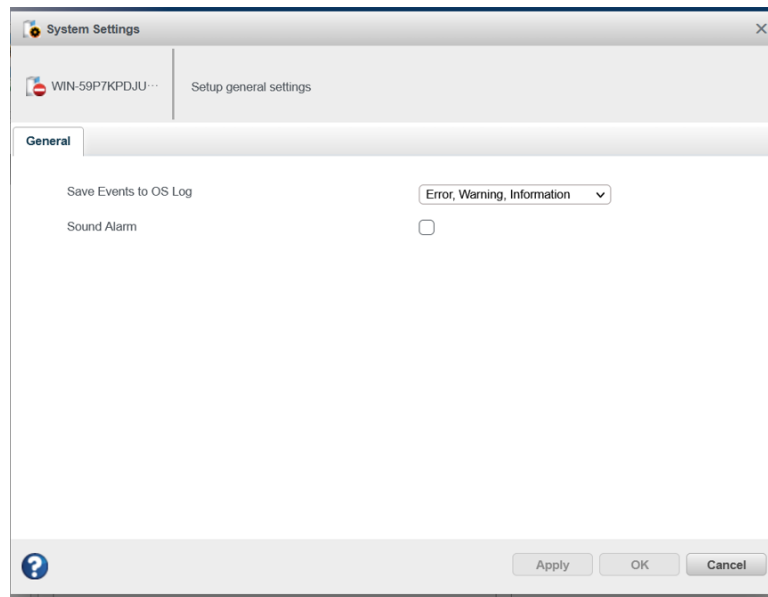 System Settings
WIN-59P7KPDJU···
Setup general settings
General
Save Events to OS Log
Error, Warning, Information
Sound Alarm
Apply
OK
Cancel